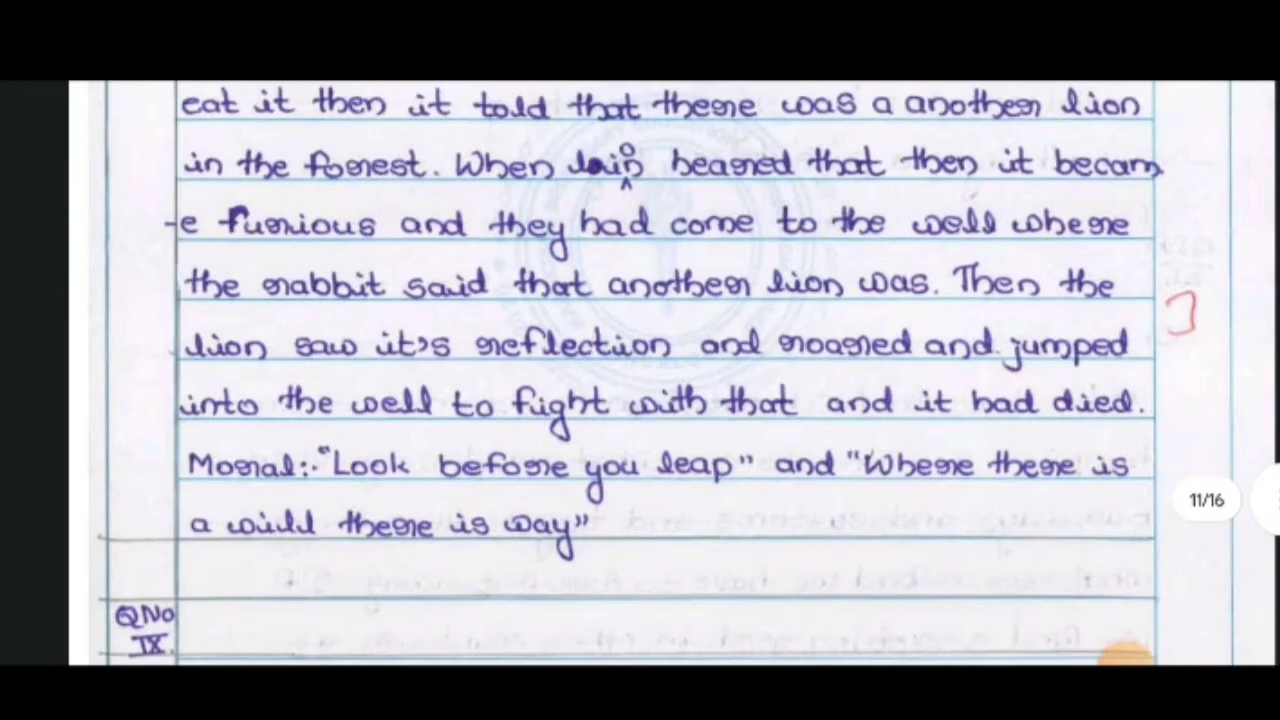 eat it then it told that there was a another lion
in the forest. When loin heared that then it becam
-e furious and they had come to the well where
the rabbit said that another lion was. Then the
lion saw it's reflection and roared and jumped
into the well to fight with that and it had died.
Moral:- "Look before you leap" and "Where there is
a will there is way"
11/16
QNo
IX.